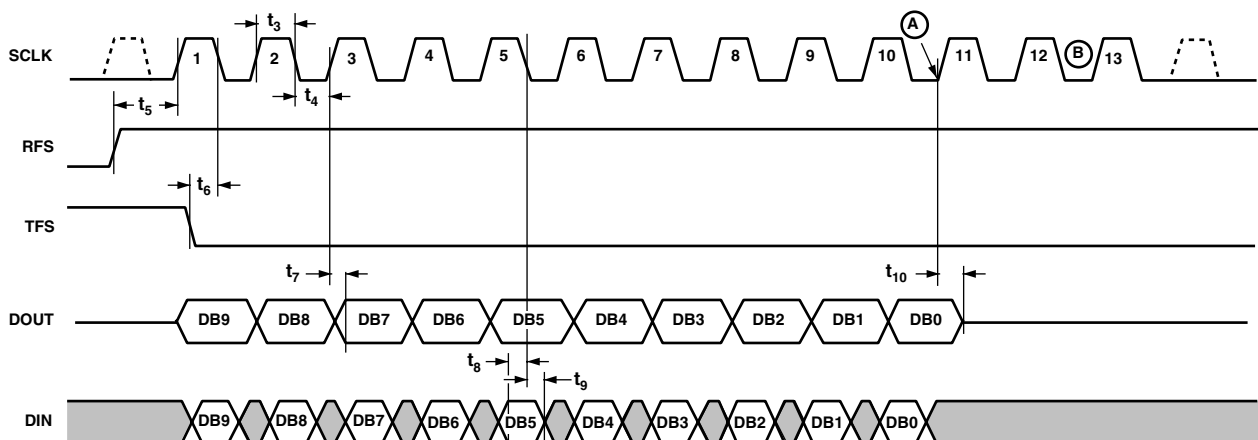 A
t3
SCLK 1 2 3 4 5 6 7 8 9 10 11 12 B 13
t4
t5
RFS
t6
TFS
t7 t10
DOUT DB9 DB8 DB7 DB6 DB5 DB4 DB3 DB2 DB1 DB0
t8 t9
DIN DB9 DB8 DB7 DB6 DB5 DB4 DB3 DB2 DB1 DB0